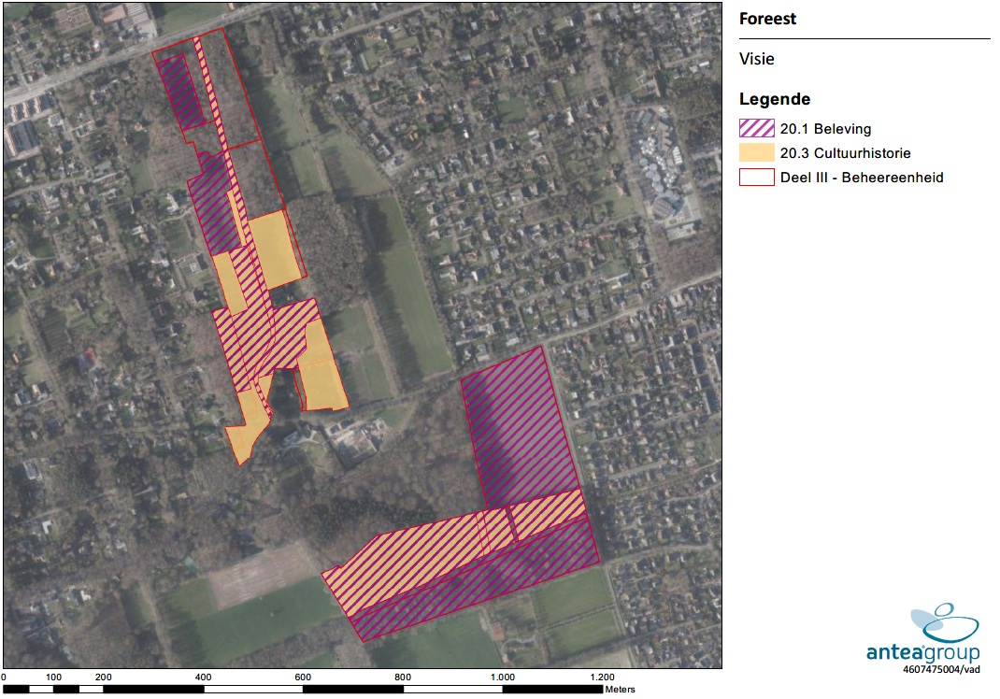 Foreest
Visie
Legende
20.1 Beleving
20.3 Cultuurhistorie
Deel III - Beheereenheid
anteagroup
4607475004/vad
0 100 200 400 600 800 1.000 1.200
Meters